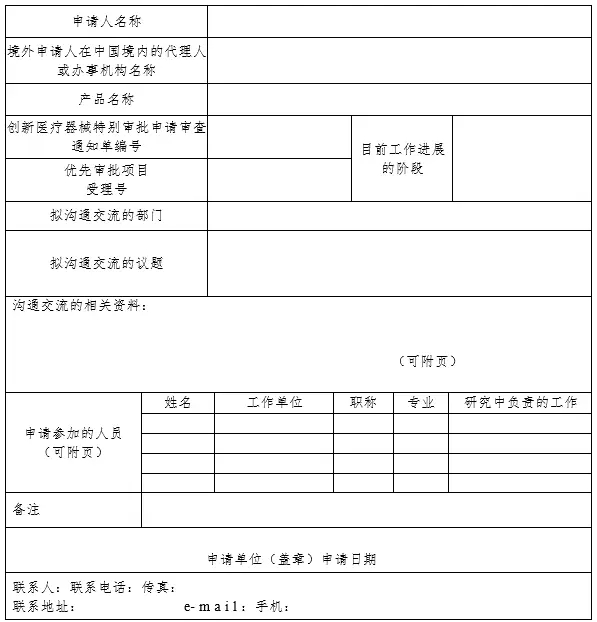 申请人名称
境外申请人在中国境内的代理人
或办事机构名称
产品名称
创新医疗器械特别审批申请审查
通知单编号
目前工作进展
的阶段
优先审批项目
受理号
拟沟通交流的部门
拟沟通交流的议题
沟通交流的相关资料：
（可附页）
申请参加的人员
（可附页）
姓名 工作单位 职称 专业 研究中负责的工作
备注
申请单位（盖章）申请日期
联系人：联系电话：传真：
联系地址： e-mail：手机：